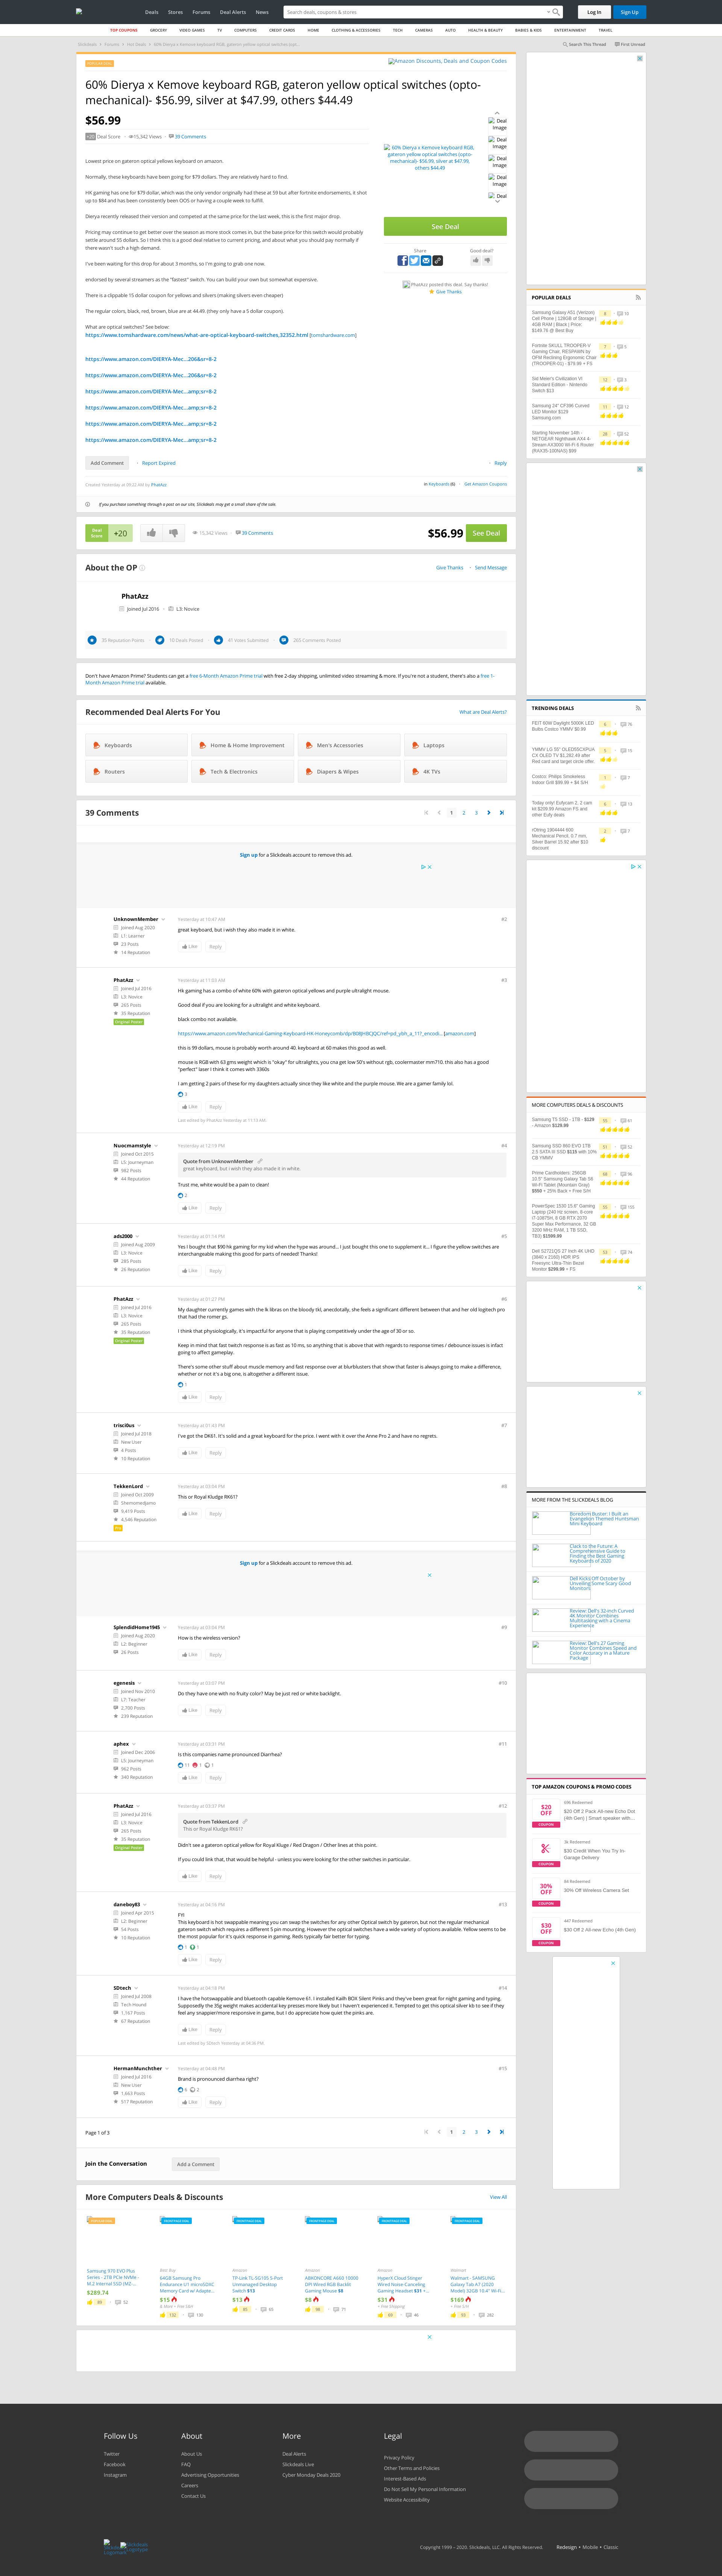 Deals Stores Forums Deal Alerts News
Search deals, coupons & stores
Log In Sign Up
TOP COUPONS GROCERY VIDEO GAMES TV COMPUTERS CREDIT CARDS HOME CLOTHING & ACCESSORIES TECH CAMERAS AUTO HEALTH & BEAUTY BABIES & KIDS ENTERTAINMENT TRAVEL
Slickdeals Forums Hot Deals
Search This Thread First Unread
Amazon Discounts, Deals and Coupon Codes
60% Dierya x Kemove keyboard RGB, gateron yellow optical switches (opto-
mechanical)- $56.99, silver at $47.99, others $44.49
$56.99
+20 Deal Score 15,342 Views 39 Comments
Lowest price on gateron optical yellows keyboard on amazon.
Normally, these keyboards have been going for $79 dollars. They are relatively hard to find.
HK gaming has one for $79 dollar, which was the only vendor originally had these at 59 but are outlier fortente endorsements, which shot it
up to $84 and has been consistently been OOS or having a couple weeks to fulfill.
Dierya recently entered their version and compete at the same price for the last week, this is the first major drop.
Pricing may continue to get better over the season as more stock comes in, but the base price for this switch would probably
settle around 55 dollars. So I think this is a decent deal comparing to the original retail pricing, and about what you should pay normally if
there wasn't such a high demand.
I've been waiting for this drop for about 3 months, so I'm going to grab one now.
endorsed by several streamers as the "fastest" switch. You can build your own but somewhat expensive.
There is a clippable 15 dollar coupon for yellows and silvers (making silvers even cheaper)
The regular colors, black, red, brown, blue are at 44.49. (they only have a 5 dollar coupon).
What are optical switches? See below:
https://www.tomshardware.com/news/what-are-optical-keyboard-switches,32352.html [tomshardware.com]
https://www.amazon.com/DIERYA-Mec...206&sr=8-2
https://www.amazon.com/DIERYA-Mec...206&sr=8-2
https://www.amazon.com/DIERYA-Mec...amp;sr=8-2
https://www.amazon.com/DIERYA-Mec...amp;sr=8-2
https://www.amazon.com/DIERYA-Mec...amp;sr=8-2
https://www.amazon.com/DIERYA-Mec...amp;sr=8-2
60% Dierya x Kemove keyboard RGB,
gateron yellow optical switches (opto-
mechanical)- $56.99, silver at $47.99,
others $44.49
Deal
Image
Deal
Image
Deal
Image
Deal
Image
Deal
See Deal
Share Good deal?
PhatAzz posted this deal. Say thanks!
Give Thanks
Add Comment Report Expired Reply
Created Yesterday at 09:22 AM by PhatAzz
in Keyboards (6) Get Amazon Coupons
If you purchase something through a post on our site, Slickdeals may get a small share of the sale.
Deal
Score +20 15,342 Views 39 Comments $56.99 See Deal
About the OP Give Thanks Send Message
PhatAzz
Joined Jul 2016 L3: Novice
35 Reputation Points 10 Deals Posted 41 Votes Submitted 265 Comments Posted
Don't have Amazon Prime? Students can get a free 6-Month Amazon Prime trial with free 2-day shipping, unlimited video streaming & more. If you're not a student, there's also a free 1-
Month Amazon Prime trial available.
Recommended Deal Alerts For You What are Deal Alerts?
Keyboards Home & Home Improvement Men's Accessories Laptops
Routers Tech & Electronics Diapers & Wipes 4K TVs
39 Comments 1 2 3
Sign up for a Slickdeals account to remove this ad.
UnknownMember Yesterday at 10:47 AM #2
Joined Aug 2020
L1: Learner
23 Posts
14 Reputation
great keyboard, but i wish they also made it in white.
Like Reply
PhatAzz Yesterday at 11:03 AM #3
Joined Jul 2016
L3: Novice
265 Posts
35 Reputation
Original Poster
Hk gaming has a combo of white 60% with gateron optical yellows and purple ultralight mouse.
Good deal if you are looking for a ultralight and white keyboard.
black combo not available.
https://www.amazon.com/Mechanical-Gaming-Keyboard-HK-Honeycomb/dp/B08JHBCJQC/ref=pd_ybh_a_11?_encodi... [amazon.com]
this is 99 dollars, mouse is probably worth around 40, keyboard at 60 makes this good as well.
mouse is RGB with 63 gms weight which is "okay" for ultralights, you cna get low 50's without rgb, coolermaster mm710. this also has a good
"perfect" light sensor I think it comes with 3360s
I am getting 2 pairs of these for my daughters actually since they like white and the purple mouse. We are a gamer family lol.
3
Like Reply
Last edited by PhatAzz Yesterday at 11:13 AM
Nuocmamstyle Yesterday at 12:19 PM #4
Joined Oct 2015
L5: Journeyman
982 Posts
44 Reputation
Quote from UnknownMember
great keyboard, but i wish they also made it in white.
Trust me, white would be a pain to clean!
2
Like Reply
ads2000 Yesterday at 01:14 PM #5
Joined Aug 2009
L3: Novice
285 Posts
26 Reputation
Yes I bought that $90 hk gaming for my kid when the hype was around....I just bought this one to supplement it...I figure the yellow switches are
interchangeable making this worth good for parts of needed? Thanks!
Like Reply
PhatAzz Yesterday at 01:27 PM #6
Joined Jul 2016
L3: Novice
265 Posts
35 Reputation
Original Poster
My daughter currently games with the ik libras on the bloody tkl, anecdotally, she feels a significant different between that and her old logitech pro
that had the romer gs.
I think that physiologically, it's impactful for anyone that is playing competitively under the age of 30 or so.
Keep in mind that fast twitch response is as fast at 10 ms, so anything that is above that with regards to response times / debounce issues is infact
going to affect gameplay.
There's some other stuff about muscle memory and fast response over at blurblusters that show that faster is always going to make a difference,
whether or not it's a big one, is altogether a different issue.
1
Like Reply
trisci0us Yesterday at 01:43 PM #7
Joined Jul 2018
New User
4 Posts
10 Reputation
I've got the DK61. It's solid and a great keyboard for the price. I went with it over the Anne Pro 2 and have no regrets.
Like Reply
TekkenLord Yesterday at 03:04 PM #8
Joined Oct 2009
Shemomedjamo
9,419 Posts
4,546 Reputation
Pro
This or Royal Kludge RK61?
Like Reply
Sign up for a Slickdeals account to remove this ad.
SplendidHome1945 Yesterday at 03:04 PM #9
Joined Aug 2020
L2: Beginner
26 Posts
How is the wireless version?
Like Reply
egenesis Yesterday at 03:07 PM #10
Joined Nov 2016
L7: Teacher
2,700 Posts
239 Reputation
Do they have one with no fruity color? May be just red or white backlight.
Like Reply
aphex Yesterday at 03:31 PM #11
Joined Dec 2006
L5: Journeyman
962 Posts
340 Reputation
Is this companies name pronounced Diarrhea?
11 1 1
Like Reply
PhatAzz Yesterday at 03:37 PM #12
Joined Jul 2016
L3: Novice
265 Posts
35 Reputation
Original Poster
Quote from TekkenLord
This or Royal Kludge RK61?
Didn't see a gateron optical yellow for Royal Kluge / Red Dragon / Other lines at this point.
If you could link that, that would be helpful - unless you were looking for the other switches in particular.
Like Reply
daneboy83 Yesterday at 04:16 PM #13
Joined Apr 2015
L2: Beginner
54 Posts
10 Reputation
FYI
This keyboard is hot swappable meaning you can swap the switches for any other Optical switch by gateron, but not the regular mechanical
gateron which different switches which require a different 5 pin mounting. However the optical switches have a wide variety of options available. Yellow seems to be
the most popular for it's quick response in gaming. Reds typically better for typing.
1 1
Like Reply
SDtech Yesterday at 04:18 PM #14
Joined Jul 2008
Tech Hound
1,167 Posts
67 Reputation
I have the hotswappable and bluetooth capable Kemove 61. I installed Kailh BOX Silent Pinks and they've been great for night gaming and typing.
Supposedly the 35g weight makes accidental key presses more likely but I haven't experienced it. Tempted to get this optical silver kb to see if they
feel any snappier/more responsive in game, but I do appreciate how quiet the pinks are.
Like Reply
Last edited by SDtech Yesterday at 04:30 PM
HermanMunchther Yesterday at 04:48 PM #15
Joined Jul 2016
New User
1,663 Posts
517 Reputation
Brand is pronounced diarrhea right?
6 2
Like Reply
Page 1 of 3 1 2 3
Join the Conversation Add a Comment
More Computers Deals & Discounts View All
Samsung 970 EVO Plus
Series - 2TB PCIe NVMe -
M.2 Internal SSD (MZ-...
$289.74
Best Buy
64GB Samsung Pro
Endurance U1 microSDXC
Memory Card w/ Adapte...
$15
Amazon
TP-Link TL-SG105 5-Port
Unmanaged Desktop
Switch $13
$13
Amazon
ABKONCORE A660 10000
DPI Wired RGB Backlit
Gaming Mouse $8
$8
Amazon
HyperX Cloud Stinger
Wired Noise-Canceling
Gaming Headset $31 +...
$31
+ Free Shipping
Walmart
Walmart - SAMSUNG
Galaxy Tab A7 (2020
Model) 32GB 10.4" Wi-Fi...
$169
POPULAR DEALS
Samsung Galaxy A51 (Verizon)
Cell Phone | 128GB of Storage |
4GB RAM | Black | Price:
$149.76 @ Best Buy
Fortnite SKULL TROOPER-V
Gaming Chair, RESPAWN by
OFM Reclining Ergonomic Chair
(TROOPER-01) - $79.99 + FS
Sid Meier's Civilization VI
Standard Edition - Nintendo
Switch $13
Samsung 24" CF396 Curved
LED Monitor $126
Samsung.com
Starting November 14th -
NETGEAR Nighthawk AX4 4-
Stream AX3000 Wi-Fi 6 Router
(RAX35-100NAS) $99
TRENDING DEALS
FEIT 60W Daylight 5000K LED
Bulbs Costco YMMV $0.99
YMMV LG 55" OLED55CXPUA
CX OLED TV $1,282.49 after
Red card and target circle offer.
Costco: Philips Smokeless
Indoor Grill $99.99 + $4 S/H
Today only! Eufycam 2, 2 cam
kit $209.99 Amazon FS and
other Eufy deals
rOtring 1904444 600
Mechanical Pencil, 0.7 mm,
Silver Barrel 15.92 after $10
discount
MORE COMPUTERS DEALS & DISCOUNTS
Samsung T5 SSD - 1TB - $129
- Amazon $129.99
Samsung SSD 860 EVO 1TB
2.5 SATA III SSD $115 with 10%
CB YMMV
Prime Cardholders: 256GB
10.5" Samsung Galaxy Tab S6
Wi-Fi Tablet (Mountain Gray)
$550 + 25% Back + Free S/H
PowerSpec 1530 15.6" Gaming
Laptop (240 Hz screen, 8-core
i7 10875H, 8 GB RTX 2070
Super Max Performance, 32 GB
3200 MHz RAM, 1 TB SSD,
TB3) $1599.99
Dell S2721QS 27 Inch 4K UHD
(3840 x 2160) HDR IPS
Freesync Ultra-Thin Bezel
Monitor $299.99 + FS
MORE FROM THE SLICKDEALS BLOG
Boredom Buster: I Built an
Evangelion Themed Huntsman
Mini Keyboard
Clack to the Future: A
Comprehensive Guide to
Finding the Best Gaming
Keyboards of 2020
Dell Kicks Off October by
Unveiling Some Scary Good
Monitors
Review: Dell's 32-inch Curved
4K Monitor Combines
Multitasking with a Cinema
Experience
Review: Dell's 27 Gaming
Monitor Combines Speed and
Color Accuracy in a Mature
Package
TOP AMAZON COUPONS & PROMO CODES
$20
OFF
COUPON
$20 Off 2 Pack All-new Echo Dot
(4th Gen) | Smart speaker with...
COUPON
$30 Credit When You Try In-
Garage Delivery
30%
OFF
COUPON
30% Off Wireless Camera Set
$30
OFF
COUPON
447 Redeemed
$30 Off 2 All-new Echo (4th Gen)
Follow Us
Twitter
Facebook
Instagram
About
About Us
FAQ
Advertising Opportunities
Careers
Contact Us
More
Deal Alerts
Slickdeals Live
Cyber Monday Deals 2020
Legal
Privacy Policy
Other Terms and Policies
Interest-Based Ads
Do Not Sell My Personal Information
Website Accessibility
Copyright 1999 - 2020. Slickdeals, LLC. All Rights Reserved. Redesign • Mobile • Classic